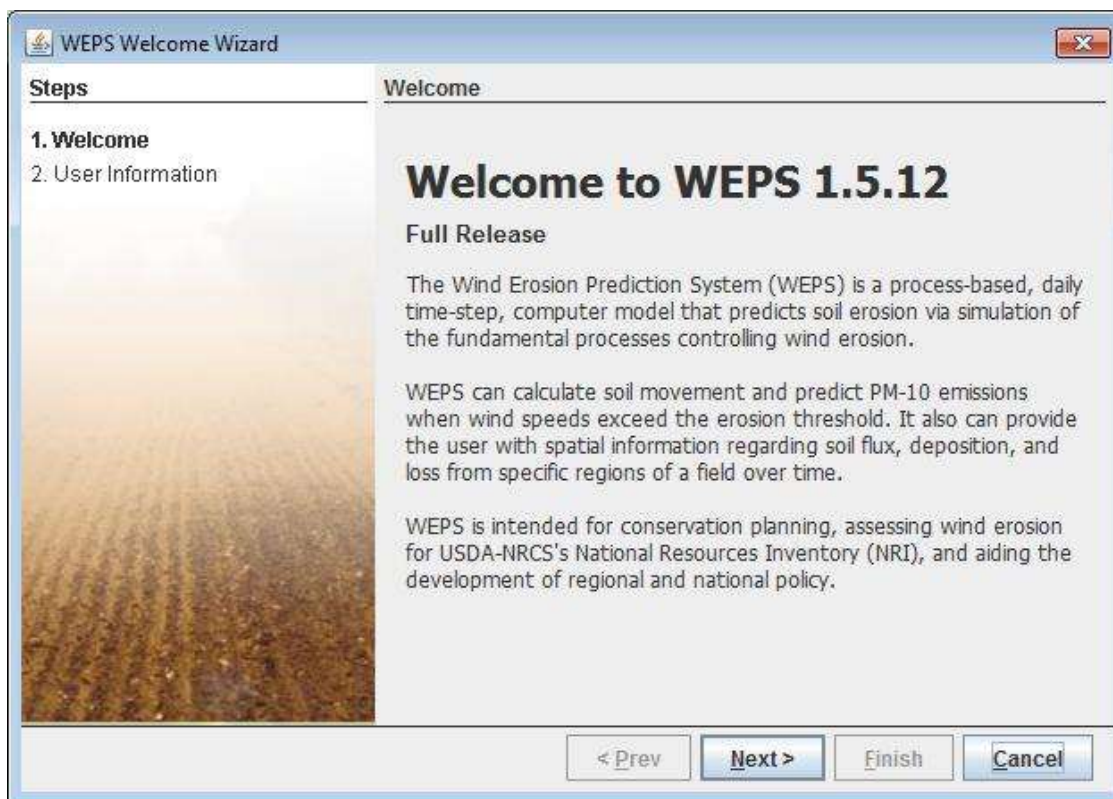 WEPS Welcome Wizard
Steps
1. Welcome
2. User Information
Welcome
Welcome to WEPS 1.5.12
Full Release
The Wind Erosion Prediction System (WEPS) is a process-based, daily
time-step, computer model that predicts soil erosion via simulation of
the fundamental processes controlling wind erosion.
WEPS can calculate soil movement and predict PM-10 emissions
when wind speeds exceed the erosion threshold. It also can provide
the user with spatial information regarding soil flux, deposition, and
loss from specific regions of a field over time.
WEPS is intended for conservation planning, assessing wind erosion
for USDA-NRCS's National Resources Inventory (NRI), and aiding the
development of regional and national policy.
< Prev
Next >
Finish
Cancel